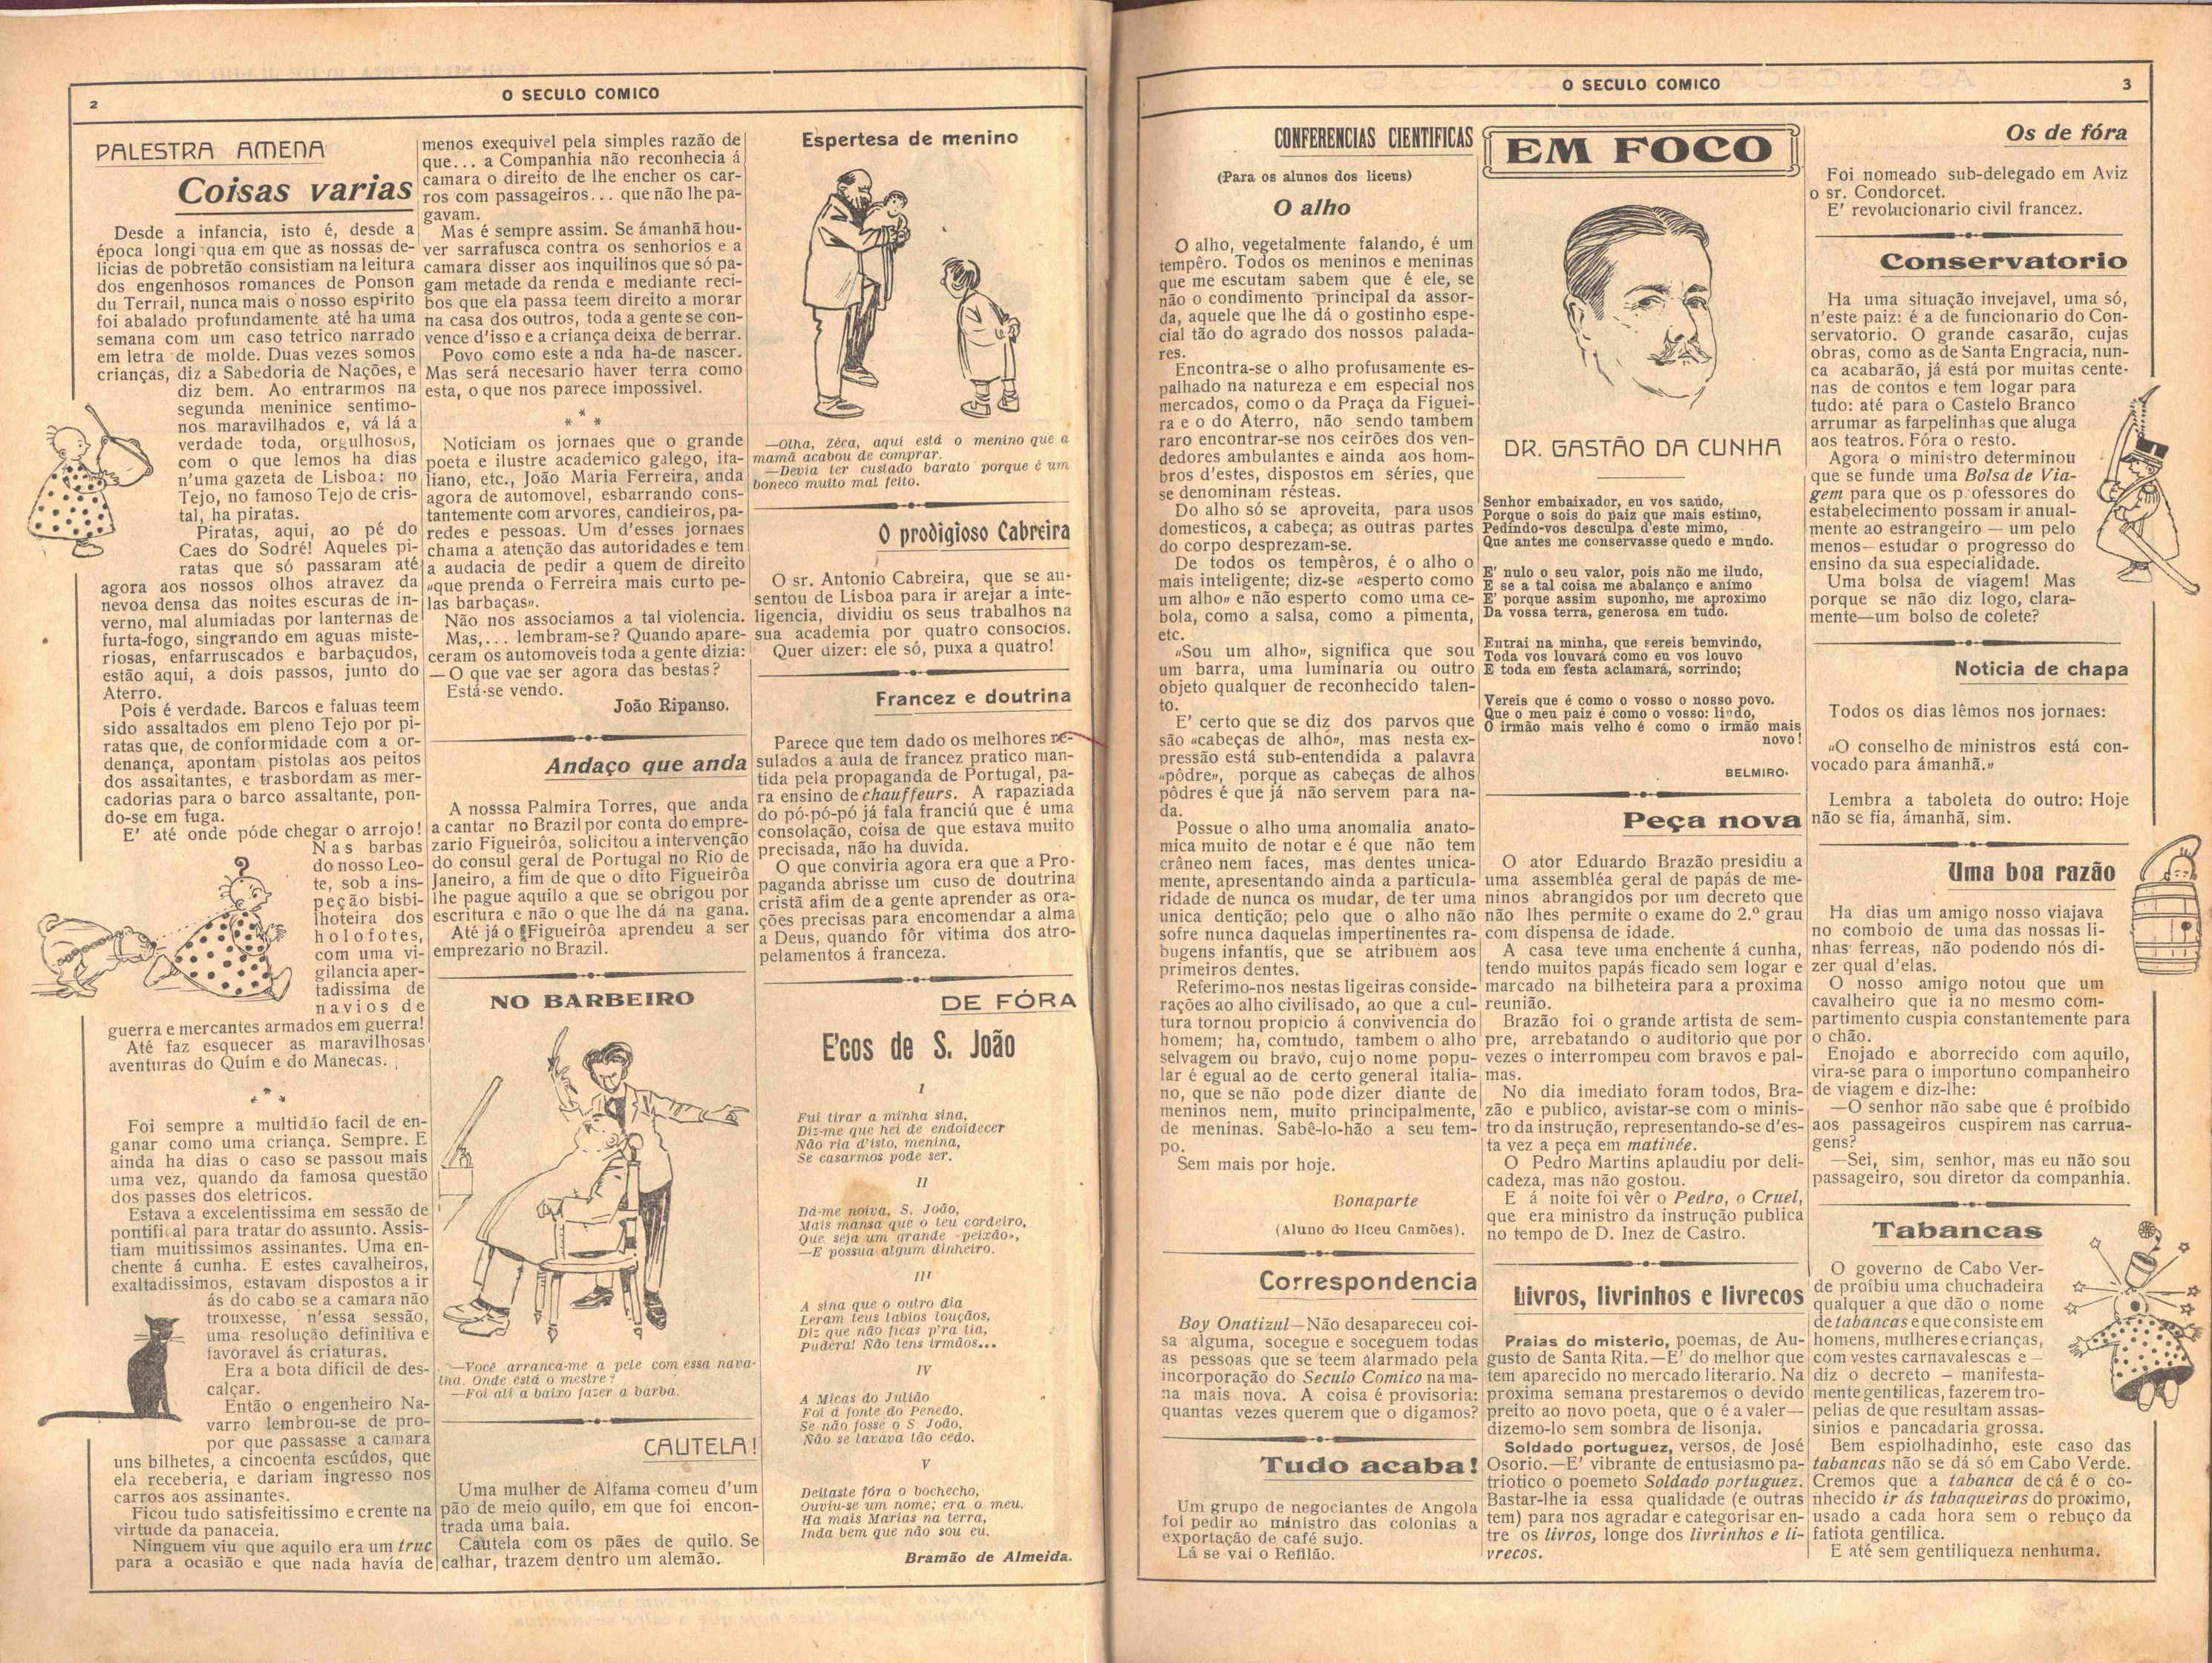 2
O SECULO COMICO
PALESTRA AMENA
Coisas varias
Desde a infancia, isto é, desde a
época longiqua em que as nossas de-
licias de pobretão consistiam na leitura
dos engenhosos romances de Ponson
du Terrail, nunca mais o nosso espirito
foi abalado profundamente até ha uma
semana com um caso tetrico narrado
em letra de molde. Duas vezes somos
crianças, diz a Sabedoria de Nações, e
diz bem. Ao entrarmos na
segunda meninice sentimo-
nos maravilhados e, vá lá a
verdade toda, orgulhosos,
com o que lemos ha dias
n'uma gazeta de Lisboa: no
Tejo, no famoso Tejo de cris-
tal, ha piratas.
Piratas, aqui, ao pé do
Caes do Sodré! Aqueles pi-
ratas que só passaram até
agora aos nossos olhos atravez da
nevoa densa das noites escuras de in-
verno, mal alumiadas por lanternas de
furta-fogo, singrando em aguas miste-
riosas, enfarruscados e barbaçudos,
estão aqui, a dois passos, junto do
Aterro.
Pois é verdade. Barcos e faluas teem
sido assaltados em pleno Tejo por pi-
ratas que, de conformidade com a or-
denança, apontam pistolas aos peitos
dos assaitantes, e trasbordam as mer-
cadorias para o barco assaltante, pon-
do-se em fuga.
E' até onde póde chegar o arrojo!
Nas barbas
do nosso Leo-
te, sob a ins-
peção bisbi-
lhoteira dos
holofotes,
com uma vi-
gilancia aper-
tadissima de
navios de
guerra e mercantes armados em guerra!
Até faz esquecer as maravilhosas
aventuras do Quím e do Manecas.
* * *
Foi sempre a multidão facil de en-
ganar como uma criança. Sempre. E
ainda ha dias o caso se passou mais
uma vez, quando da famosa questão
dos passes dos eletricos.
Estava a excelentissima em sessão de
pontifical para tratar do assunto. Assis-
tiam muitissimos assinantes. Uma en-
chente á cunha. E estes cavalheiros,
exaltadissimos, estavam dispostos a ir
ás do cabo se a camara não
trouxesse, n'essa sessão,
uma resolução definitiva e
favoravel ás criaturas.
Era a bota dificil de des-
calçar.
Então o engenheiro Na-
varro lembrou-se de pro-
por que passasse a camara
uns bilhetes, a cincoenta escúdos, que
ela receberia, e dariam ingresso nos
carros aos assinantes.
Ficou tudo satisfeitissimo e crente na
virtude da panaceia.
Ninguem viu que aquilo era um truc
para a ocasião e que nada havia de
menos exequivel pela simples razão de
que... a Companhia não reconhecia á
camara o direito de lhe encher os car-
ros com passageiros... que não lhe pa-
gavam.
Mas é sempre assim. Se ámanhã hou-
ver sarrafusca contra os senhorios e a
camara disser aos inquilinos que só pa-
gam metade da renda e mediante reci-
bos que ela passa teem direito a morar
na casa dos outros, toda a gente se con-
vence d'isso e a criança deixa de berrar.
Povo como este a nda ha-de nascer.
Mas será necesario haver terra como
esta, o que nos parece impossivel.
* * *
Noticiam os jornaes que o grande
poeta e ilustre academico galego, ita-
liano, etc., João Maria Ferreira, anda
agora de automovel, esbarrando cons-
tantemente com arvores, candieiros, pa-
redes e pessoas. Um d'esses jornaes
chama a atenção das autoridades e tem
a audacia de pedir a quem de direito
«que prenda o Ferreira mais curto pe-
las barbaças».
Não nos associamos a tal violencia.
Mas,... lembram-se? Quando apare-
ceram os automoveis toda a gente dizia:
—O que vae ser agora das bestas?
Está-se vendo.
João Ripanso.
Andaço que anda
A nosssa Palmira Torres, que anda
a cantar no Brazil por conta do empre-
zario Figueirôa, solicitou a intervenção
do consul geral de Portugal no Rio de
Janeiro, a fim de que o dito Figueirôa
lhe pague aquilo a que se obrigou por
escritura e não o que lhe dá na gana.
Até já o Figueirôa aprendeu a ser
emprezario no Brazil.
NO BARBEIRO
—Você arranca-me a pele com essa nava-
lha. Onde está o mestre?
—Foi ali a baixo fazer a barba.
CAUTELA!
Uma mulher de Alfama comeu d'um
pão de meio quílo, em que foi encon-
trada uma bala.
Cautela com os pães de quilo. Se
calhar, trazem dentro um alemão.
Espertesa de menino
—Olha, Zéca, aqui está o menino que a
mamã acabou de comprar.
—Devia ter custado barato porque é um
boneco muito mal feito.
O prodigioso Cabreira
O sr. Antonio Cabreira, que se au-
sentou de Lisboa para ir arejar a inte-
ligencia, dividiu os seus trabalhos na
sua academia por quatro consocios.
Quer dizer: ele só, puxa a quatro!
Francez e doutrina
Parece que tem dado os melhores re-
sulados a aula de francez pratico man-
tida pela propaganda de Portugal, pa-
ra ensino de chauffeurs. A rapaziada
do pó-pó-pó já fala franciú que é uma
consolação, coisa de que estava muito
precisada, não ha duvida.
O que conviria agora era que a Pro-
paganda abrisse um cuso de doutrina
cristã afim de a gente aprender as ora-
ções precisas para encomendar a alma
a Deus, quando fôr vitima dos atro-
pelamentos á franceza.
DE FÓRA
E'cos de S. João
I
Fui tirar a minha sina,
Diz-me que hei de endoidecer
Não ria d'isto, menina,
Se casarmos pode ser.
II
Dá-me noiva, S. João,
Mais mansa que o teu cordeiro,
Que seja um grande «peixão»,
—E possua algum dinheiro.
III
A sina que o outro dia
Leram teus labios louçãos,
Diz que não ficas p'ra tia,
Pudéra! Não tens irmãos...
IV
A Micas do Julião
Foi á fonte do Penedo.
Se não fosse o S João,
Não se lavava tão cedo.
V
Deitaste fóra o bochecho,
Ouviu-se um nome; era o meu.
Ha mais Marias na terra,
Inda bem que não sou eu.
Bramão de Almeida.
O SECULO COMICO
3
CONFERENCIAS CIENTIFICAS
(Para os alunos dos liceus)
O alho
O alho, vegetalmente falando, é um
tempêro. Todos os meninos e meninas
que me escutam sabem que é ele, se
não o condimento principal da assor-
da, aquele que lhe dá o gostinho espe-
cial tão do agrado dos nossos palada-
res.
Encontra-se o alho profusamente es-
palhado na natureza e em especial nos
mercados, como o da Praça da Figuei-
ra e o do Aterro, não sendo tambem
raro encontrar-se nos ceirões dos ven-
dedores ambulantes e ainda aos hom-
bros d'estes, dispostos em séries, que
se denominam résteas.
Do alho só se aproveita, para usos
domesticos, a cabeça; as outras partes
do corpo desprezam-se.
De todos os tempêros, é o alho o
mais inteligente; diz-se «esperto como
um alho» e não esperto como uma ce-
bola, como a salsa, como a pimenta,
etc.
«Sou um alho», significa que sou
um barra, uma luminaria ou outro
objeto qualquer de reconhecido talen-
to.
E' certo que se diz dos parvos que
são «cabeças de alho», mas nesta ex-
pressão está sub-entendida a palavra
«pôdre», porque as cabeças de alhos
pôdres é que já não servem para na-
da.
Possue o alho uma anomalia anato-
mica muito de notar e é que não tem
crâneo nem faces, mas dentes unica-
mente, apresentando ainda a particula-
ridade de nunca os mudar, de ter uma
unica dentição; pelo que o alho não
sofre nunca daquelas impertinentes ra-
bugens infantis, que se atribuem aos
primeiros dentes.
Referimo-nos nestas ligeiras conside-
rações ao alho civilisado, ao que a cul-
tura tornou propicio á convivencia do
homem; ha, comtudo, tambem o alho
selvagem ou bravo, cujo nome popu-
lar é egual ao de certo general italia-
no, que se não pode dizer diante de
meninos nem, muito principalmente,
de meninas. Sabê-lo-hão a seu tem-
po.
Sem mais por hoje.
Bonaparte
(Aluno do liceu Camões).
Correspondencia
Boy Onatizul—Não desapareceu coi-
sa alguma, socegue e soceguem todas
as pessoas que se teem alarmado pela
incorporação do Seculo Comico na ma-
na mais nova. A coisa é provisoria:
quantas vezes querem que o digamos?
Tudo acaba!
Um grupo de negociantes de Angola
foi pedir ao ministro das colonias a
exportação de café sujo.
Lá se vai o Refilão.
EM FOCO
DR. GASTÃO DA CUNHA
Senhor embaixador, eu vos saúdo,
Porque o sois do paiz que mais estimo,
Pedindo-vos desculpa d'este mimo,
Que antes me conservasse quedo e mudo.
E' nulo o seu valor, pois não me iludo,
E se a tal coisa me abalanço e animo
E' porque assim suponho, me aproximo
Da vossa terra, generosa em tudo.
Entrai na minha, que sereis bemvindo,
Toda vos louvará como eu vos louvo
E toda em festa aclamará, sorrindo;
Vereis que é como o vosso o nosso povo.
Que o meu paiz é como o vosso: lindo,
O irmão mais velho é como o irmão mais
novo!
BELMIRO.
Peça nova
O ator Eduardo Brazão presidiu a
uma assembléa geral de papás de me-
ninos abrangidos por um decreto que
não lhes permite o exame do 2.º grau
com dispensa de idade.
A casa teve uma enchente á cunha,
tendo muitos papás ficado sem logar e
marcado na bilheteira para a proxima
reunião.
Brazão foi o grande artista de sem-
pre, arrebatando o auditorio que por
vezes o interrompeu com bravos e pal-
mas.
No dia imediato foram todos, Bra-
zão e publico, avistar-se com o minis-
tro da instrução, representando-se d'es-
ta vez a peça em matinée.
O Pedro Martins aplaudiu por deli-
cadeza, mas não gostou.
E á noite foi vêr o Pedro, o Cruel,
que era ministro da instrução publica
no tempo de D. Inez de Castro.
Livros, livrinhos e livrecos
Praias do misterio, poemas, de Au-
gusto de Santa Rita.—E' do melhor que
tem aparecido no mercado literario. Na
proxima semana prestaremos o devido
preito ao novo poeta, que o é a valer—
dizemo-lo sem sombra de lisonja.
Soldado portuguez, versos, de José
Osorio.—E' vibrante de entusiasmo pa-
triotico o poemeto Soldado portuguez.
Bastar-lhe ia essa qualidade (e outras
tem) para nos agradar e categorisar en-
tre os livros, longe dos livrinhos e li-
vrecos.
Os de fóra
Foi nomeado sub-delegado em Aviz
o sr. Condorcet.
E' revolucionario civil francez.
Conservatorio
Ha uma situação invejavel, uma só,
n'este paiz: é a de funcionario do Con-
servatorio. O grande casarão, cujas
obras, como as de Santa Engracia, nun-
ca acabarão, já está por muitas cente-
nas de contos e tem logar para
tudo: até para o Castelo Branco
arrumar as farpelinhas que aluga
aos teatros. Fóra o resto.
Agora o ministro determinou
que se funde uma Bolsa de Via-
gem para que os professores do
estabelecimento possam ir anual-
mente ao estrangeiro — um pelo
menos—estudar o progresso do
ensino da sua especialidade.
Uma bolsa de viagem! Mas
porque se não diz logo, clara-
mente—um bolso de colete?
Noticia de chapa
Todos os dias lêmos nos jornaes:
«O conselho de ministros está con-
vocado para ámanhã.»
Lembra a taboleta do outro: Hoje
não se fia, ámanhã, sim.
Uma boa razão
Ha dias um amigo nosso viajava
no comboio de uma das nossas li-
nhas ferreas, não podendo nós di-
zer qual d'elas.
O nosso amigo notou que um
cavalheiro que ia no mesmo com-
partimento cuspia constantemente para
o chão.
Enojado e aborrecido com aquilo,
vira-se para o importuno companheiro
de viagem e diz-lhe:
—O senhor não sabe que é proíbido
aos passageiros cuspirem nas carrua-
gens?
—Sei, sim, senhor, mas eu não sou
passageiro, sou diretor da companhia.
Tabancas
O governo de Cabo Ver-
de proíbiu uma chuchadeira
qualquer a que dão o nome
de tabancas e que consiste em
homens, mulheres e crianças,
com vestes carnavalescas e —
diz o decreto — manifesta-
mente gentilicas, fazerem tro-
pelias de que resultam assas-
sinios e pancadaria grossa.
Bem espiolhadinho, este caso das
tabancas não se dá só em Cabo Verde.
Cremos que a tabanca de cá é o co-
nhecido ir ás tabaqueiras do proximo,
usado a cada hora sem o rebuço da
fatiota gentilica.
E até sem gentiliqueza nenhuma.